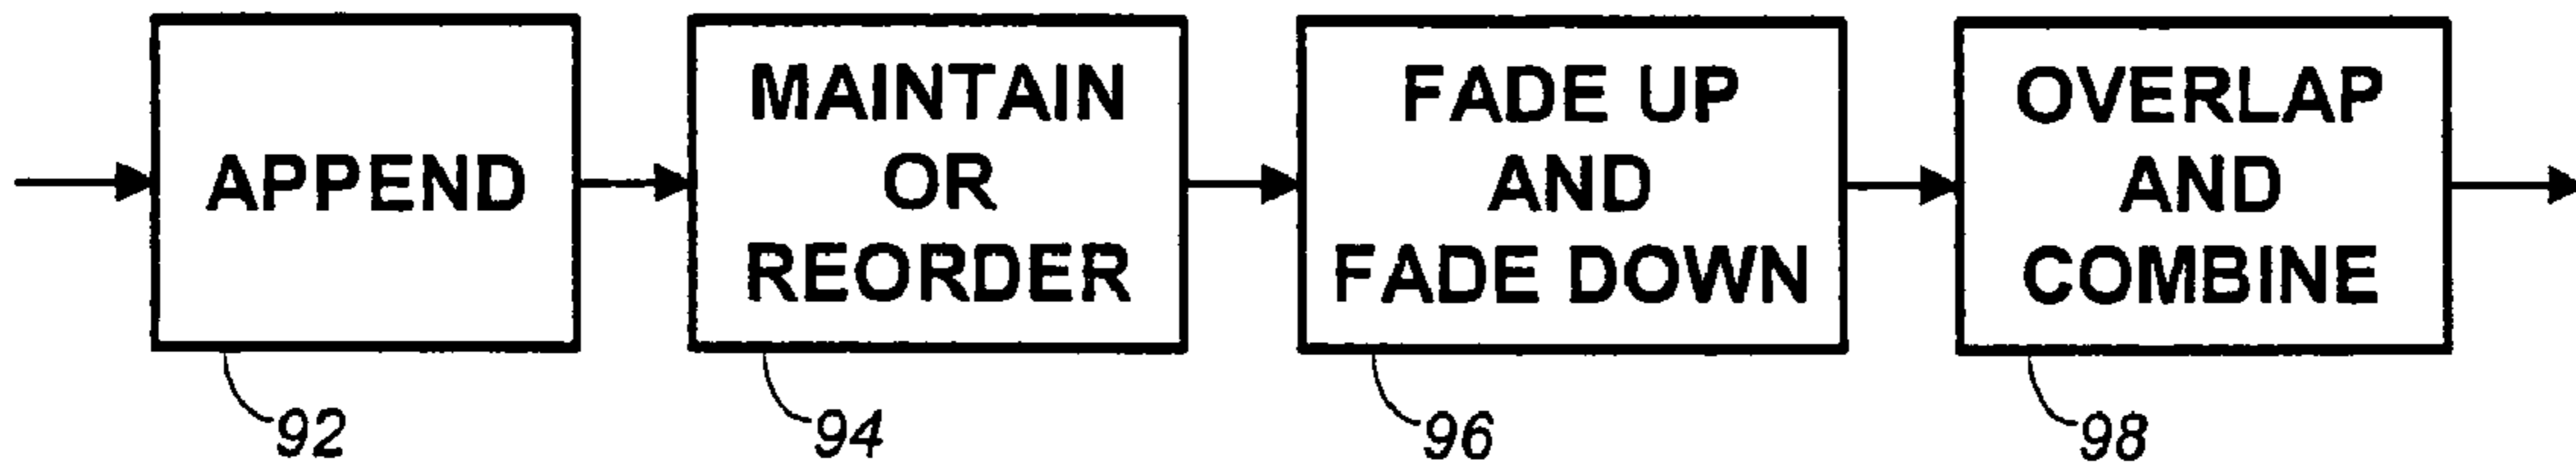 APPEND
MAINTAIN
OR
REORDER
FADE UP
AND
FADE DOWN
OVERLAP
AND
COMBINE
92
94
96
98